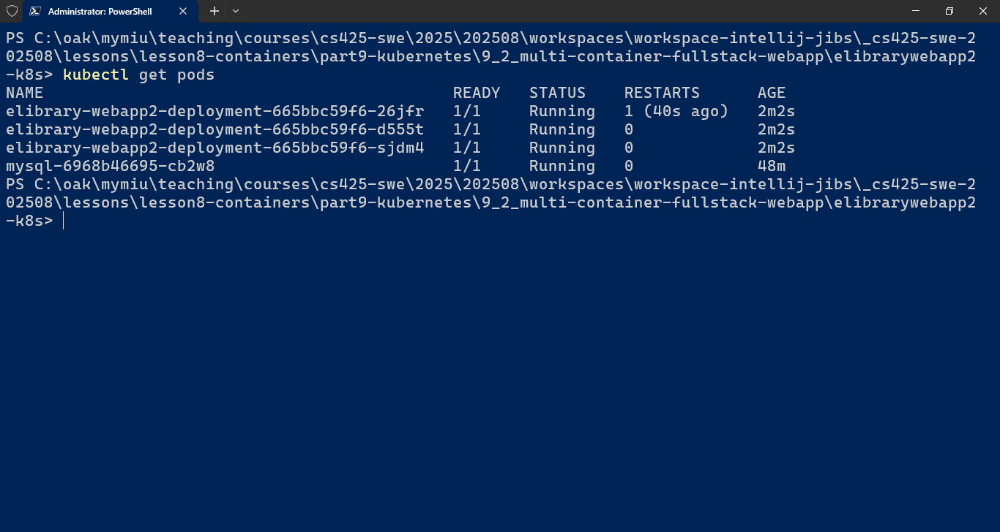 Administrator: PowerShell
PS C:\oak\mymiu\teaching\courses\cs425-swe\2025\202508\workspaces\workspace-intellij-jibs\_cs425-swe-2
02508\lessons\lesson8-containers\part9-kubernetes\9_2_multi-container-fullstack-webapp\elibrarywebapp2
-k8s> kubectl get pods
NAME READY STATUS RESTARTS AGE
elibrary-webapp2-deployment-665bbc59f6-26jfr 1/1 Running 1 (40s ago) 2m2s
elibrary-webapp2-deployment-665bbc59f6-d555t 1/1 Running 0 2m2s
elibrary-webapp2-deployment-665bbc59f6-sjdm4 1/1 Running 0 2m2s
mysql-6968b46695-cb2w8 1/1 Running 0 48m
PS C:\oak\mymiu\teaching\courses\cs425-swe\2025\202508\workspaces\workspace-intellij-jibs\_cs425-swe-2
02508\lessons\lesson8-containers\part9-kubernetes\9_2_multi-container-fullstack-webapp\elibrarywebapp2
-k8s>